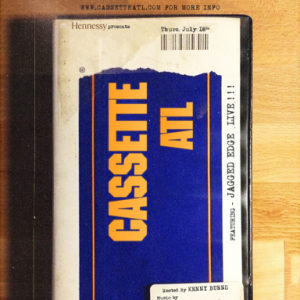 WWW.CASSETTEATL.COM FOR MORE INFO
Hennessy presents
Thurs. July 18th
CASSETTE
ATL
FEATURING - JAGGED EDGE LIVE!!!
Hosted by KENNY BURNS
Music by